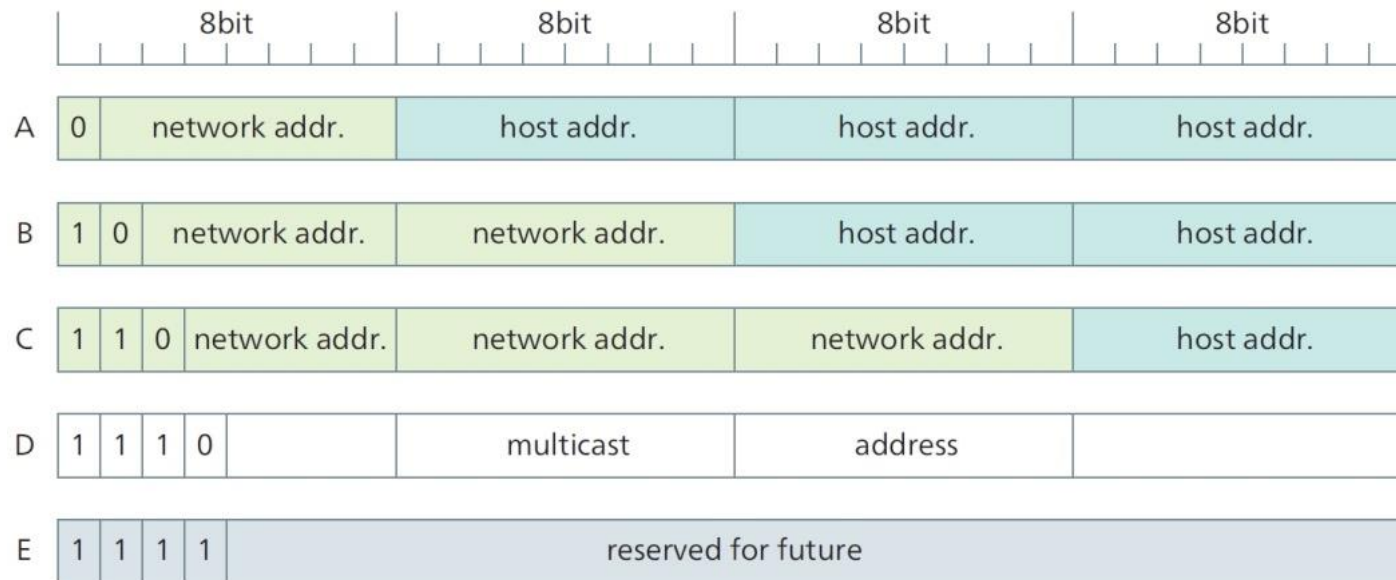 8bit 8bit 8bit 8bit
A 0 network addr. host addr. host addr. host addr.
B 1 0 network addr. network addr. host addr. host addr.
C 1 1 0 network addr. network addr. network addr. host addr.
D 1 1 1 0 multicast address
E 1 1 1 1 reserved for future